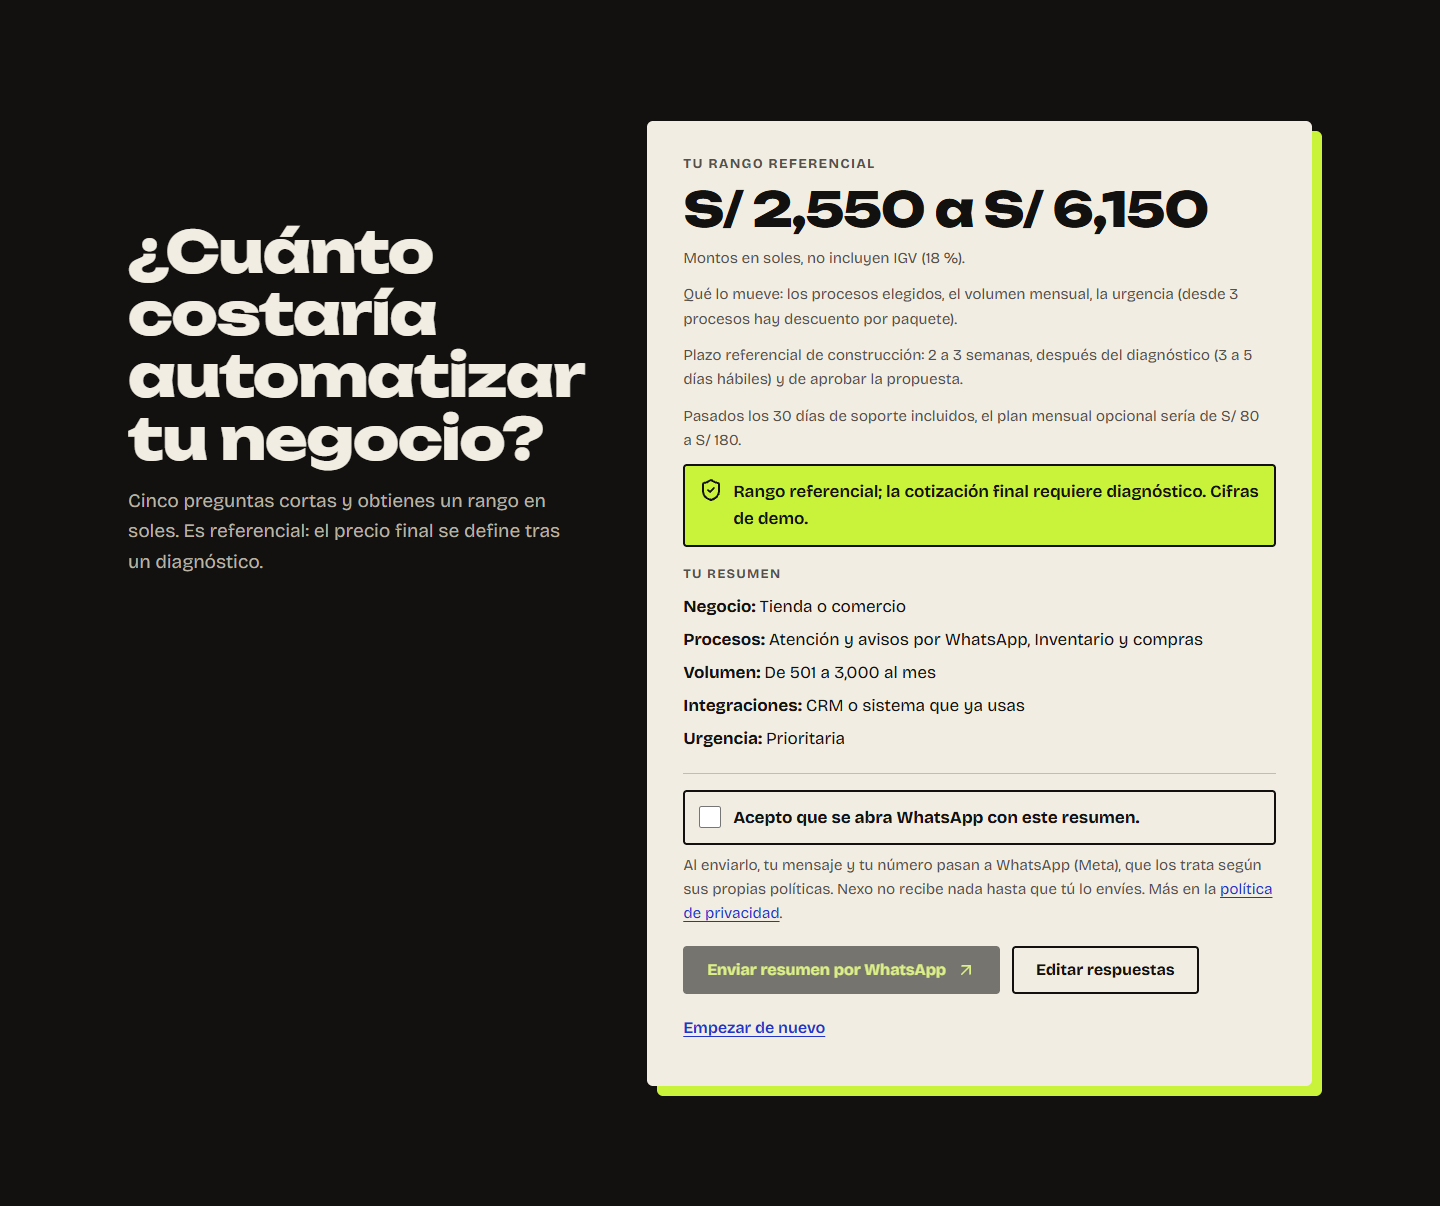 ¿Cuánto
costaría
automatizar
tu negocio?
Cinco preguntas cortas y obtienes un rango en
soles. Es referencial: el precio final se define tras
un diagnóstico.
TU RANGO REFERENCIAL
S/ 2,550 a S/ 6,150
Montos en soles, no incluyen IGV (18 %).
Qué lo mueve: los procesos elegidos, el volumen mensual, la urgencia (desde 3
procesos hay descuento por paquete).
Plazo referencial de construcción: 2 a 3 semanas, después del diagnóstico (3 a 5
días hábiles) y de aprobar la propuesta.
Pasados los 30 días de soporte incluidos, el plan mensual opcional sería de S/ 80
a S/ 180.
Rango referencial; la cotización final requiere diagnóstico. Cifras
de demo.
TU RESUMEN
Negocio: Tienda o comercio
Procesos: Atención y avisos por WhatsApp, Inventario y compras
Volumen: De 501 a 3,000 al mes
Integraciones: CRM o sistema que ya usas
Urgencia: Prioritaria
Acepto que se abra WhatsApp con este resumen.
Al enviarlo, tu mensaje y tu número pasan a WhatsApp (Meta), que los trata según
sus propias políticas. Nexo no recibe nada hasta que tú lo envíes. Más en la política
de privacidad.
Enviar resumen por WhatsApp
Editar respuestas
Empezar de nuevo